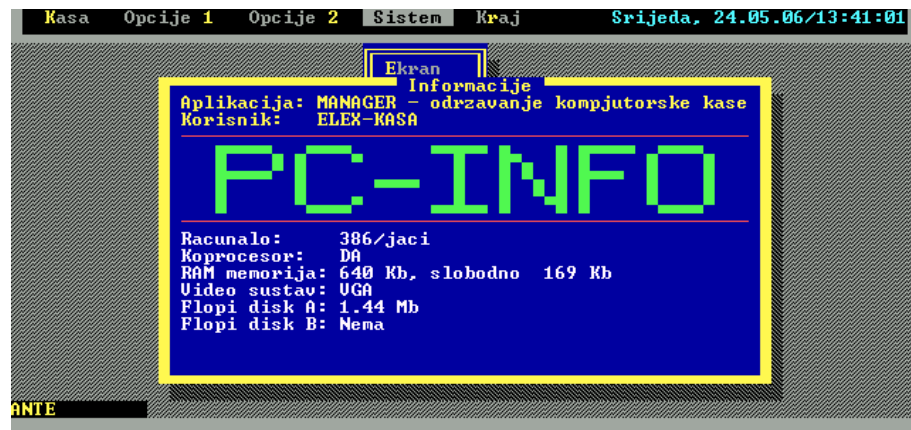 Kasa Opcije 1 Opcije 2 Sistem Kraj Srijeda, 24.05.06/13:41:01
Ekran
Informacije
Aplikacija: MANAGER - odrzavanje kompjutorske kase
Korisnik: ELEX-KASA
PC-INFO
Racunalo: 386/jaci
Koprocesor: DA
RAM memorija: 640 Kb, slobodno 169 Kb
Video sustav: VGA
Flopi disk A: 1.44 Mb
Flopi disk B: Nema
ANTE